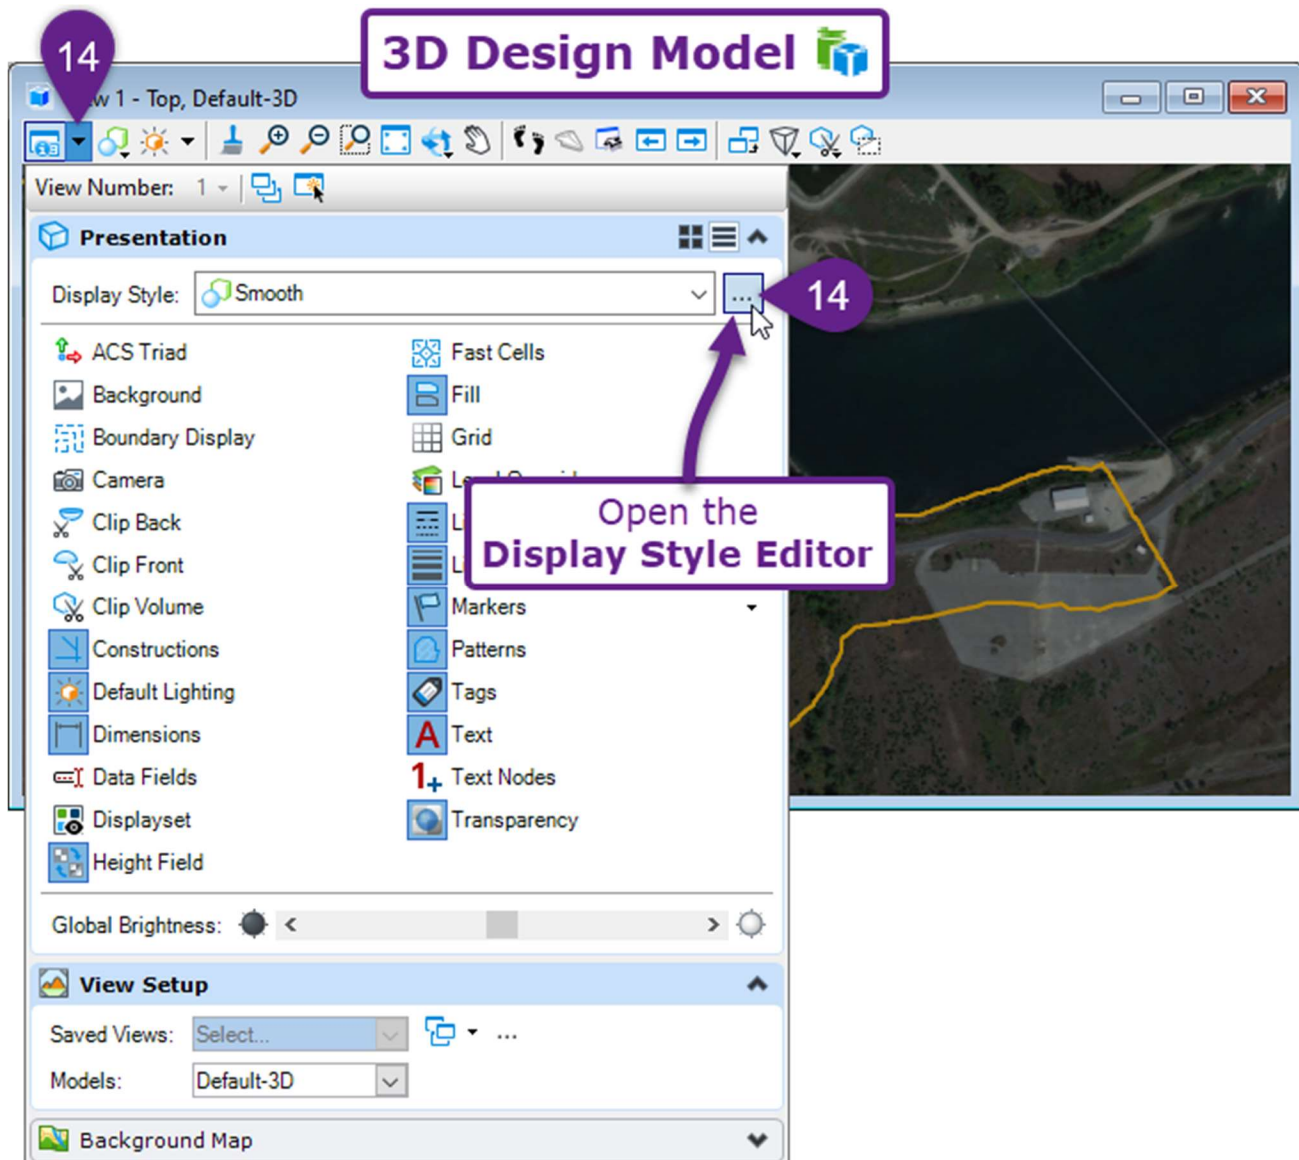 14
3D Design Model
w 1 - Top, Default-3D
View Number: 1
Presentation
Display Style: Smooth ... 14
ACS Triad
Fast Cells
Background
Fill
Boundary Display
Grid
Camera
Clip Back
Clip Front
Open the
Display Style Editor
Clip Volume
Markers
Constructions
Patterns
Default Lighting
Tags
Dimensions
A Text
Data Fields
1+ Text Nodes
Displayset
Transparency
Height Field
Global Brightness:
View Setup
Saved Views: Select... ...
Models: Default-3D
Background Map